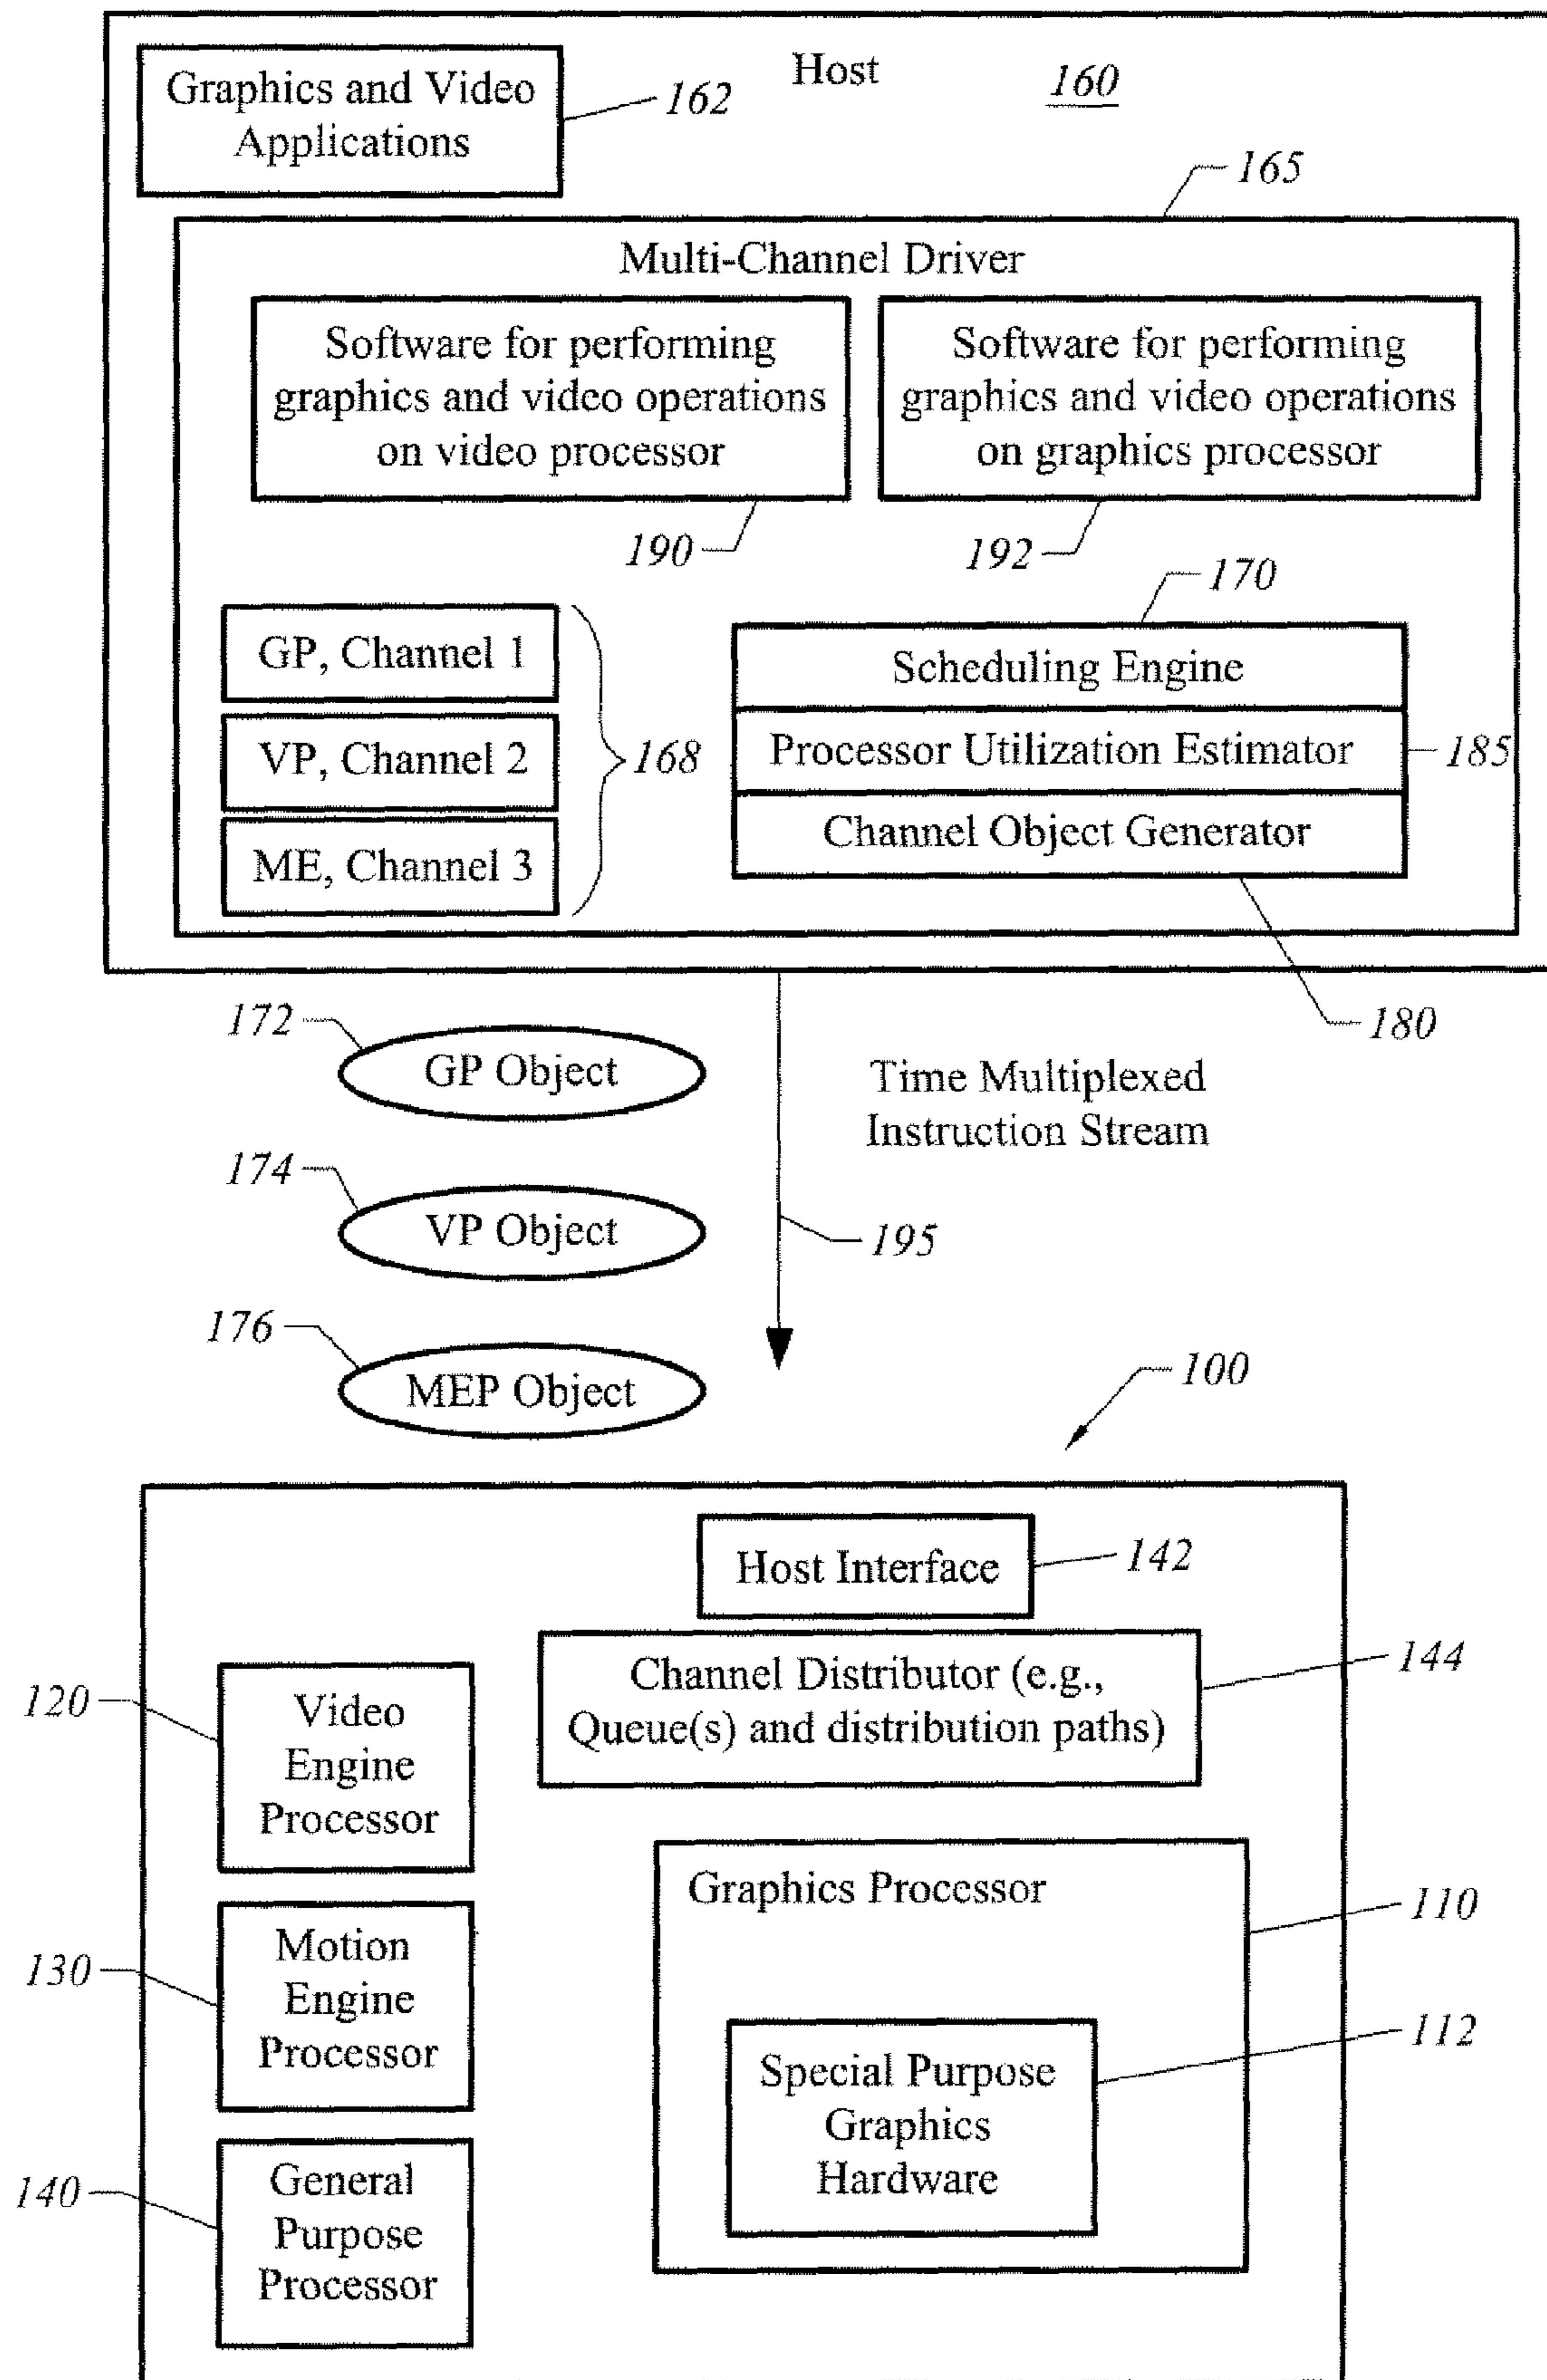 Host
160
Graphics and Video
Applications
162
165
Multi-Channel Driver
Software for performing
graphics and video operations
on video processor
190
Software for performing
graphics and video operations
on graphics processor
192
170
GP, Channel 1
VP, Channel 2
ME, Channel 3
168
Scheduling Engine
Processor Utilization Estimator
185
Channel Object Generator
180
172
GP Object
Time Multiplexed
Instruction Stream
174
VP Object
195
176
MEP Object
100
Host Interface
142
Channel Distributor (e.g.,
Queue(s) and distribution paths)
144
120
Video
Engine
Processor
Graphics Processor
110
130
Motion
Engine
Processor
Special Purpose
Graphics
Hardware
112
140
General
Purpose
Processor